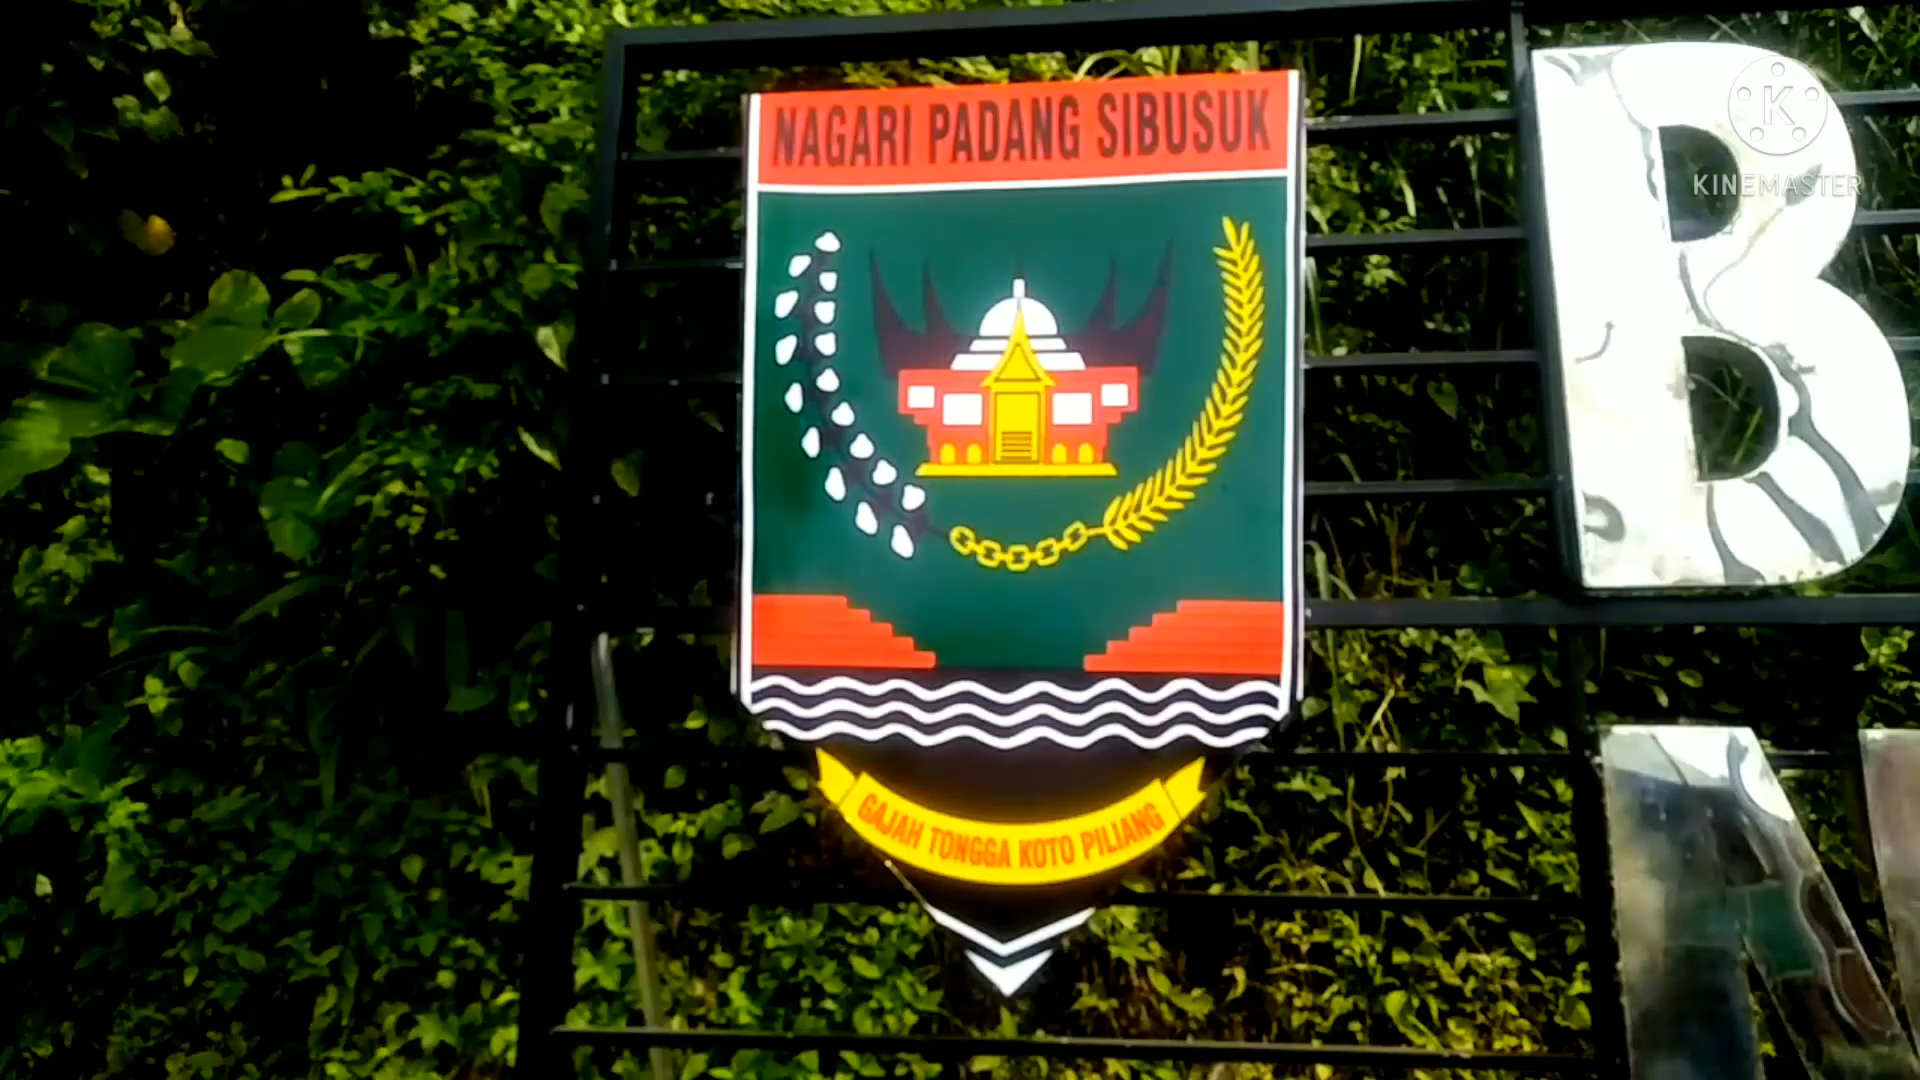 NAGARI PADANG SIBUSUK
B
K
KINEMASTER
GAJAH TONGGA KOTO PILIANG